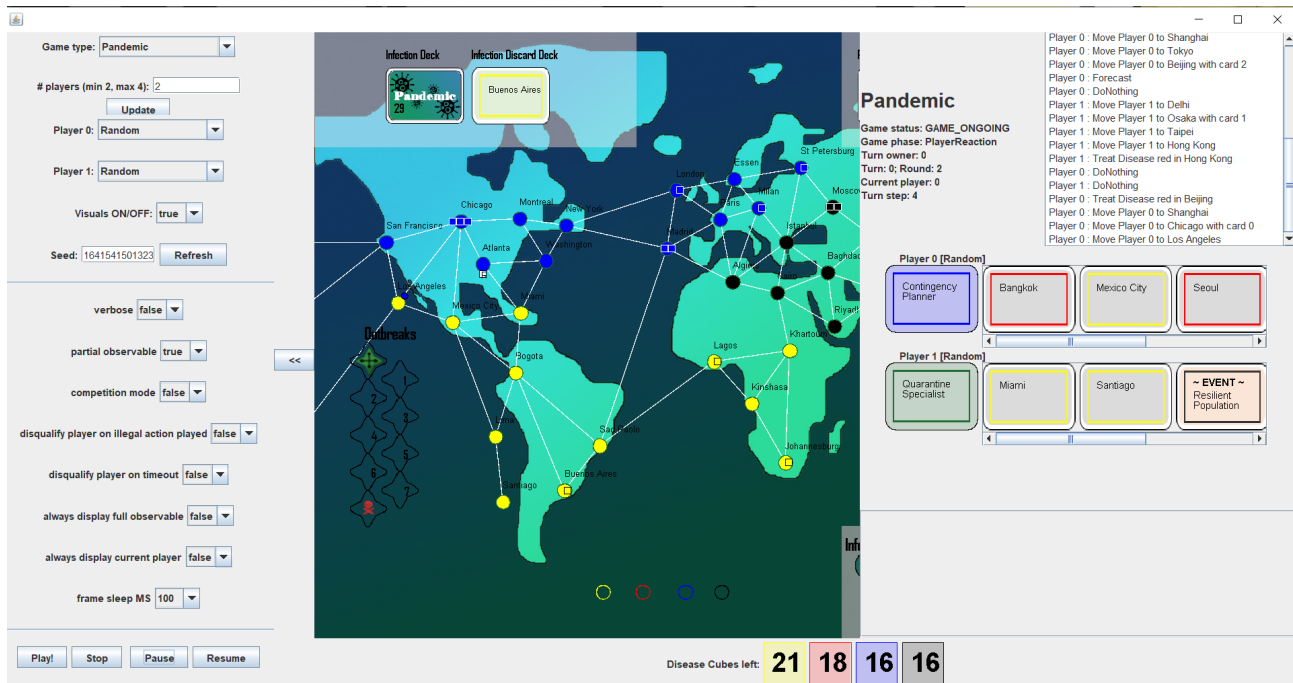 Game type: Pandemic
# players (min 2, max 4): 2
Update
Player 0: Random
Player 1: Random
Visuals ON/OFF: true
Seed: 1641541501323 Refresh
verbose false
partial observable true
competition mode false
disqualify player on illegal action played false
disqualify player on timeout false
always display full observable false
always display current player false
frame sleep MS 100
Play! Stop Pause Resume
<<
Infection Deck Infection Discard Deck
Pandemic
29
Buenos Aires
St Petersburg
Essen
London
Milan
Moscow
Paris
Chicago
Montreal
New York
San Francisco
Istanbul
Madrid
Atlanta
Washington
Baghdad
Algiers
Cairo
Los Angeles
Miami
Mexico City
Riyadh
Outbreaks
Khartoum
Lagos
Bogota
Kinshasa
Lima
Sao Paolo
Johannesburg
Buenos Aires
Santiago
1
2
3
4
5
6
7
Infe
Pandemic
Game status: GAME_ONGOING
Game phase: PlayerReaction
Turn owner: 0
Turn: 0; Round: 2
Current player: 0
Turn step: 4
Player 0 : Move Player 0 to Shanghai
Player 0 : Move Player 0 to Tokyo
Player 0 : Move Player 0 to Beijing with card 2
Player 0 : Forecast
Player 0 : DoNothing
Player 1 : Move Player 1 to Delhi
Player 1 : Move Player 1 to Osaka with card 1
Player 1 : Move Player 1 to Taipei
Player 1 : Move Player 1 to Hong Kong
Player 1 : Treat Disease red in Hong Kong
Player 0 : DoNothing
Player 1 : DoNothing
Player 0 : Treat Disease red in Beijing
Player 0 : Move Player 0 to Shanghai
Player 0 : Move Player 0 to Chicago with card 0
Player 0 : Move Player 0 to Los Angeles
Player 0 [Random]
Contingency
Planner
Bangkok
Mexico City
Seoul
Player 1 [Random]
Quarantine
Specialist
Miami
Santiago
~ EVENT ~
Resilient
Population
Disease Cubes left: 21 18 16 16